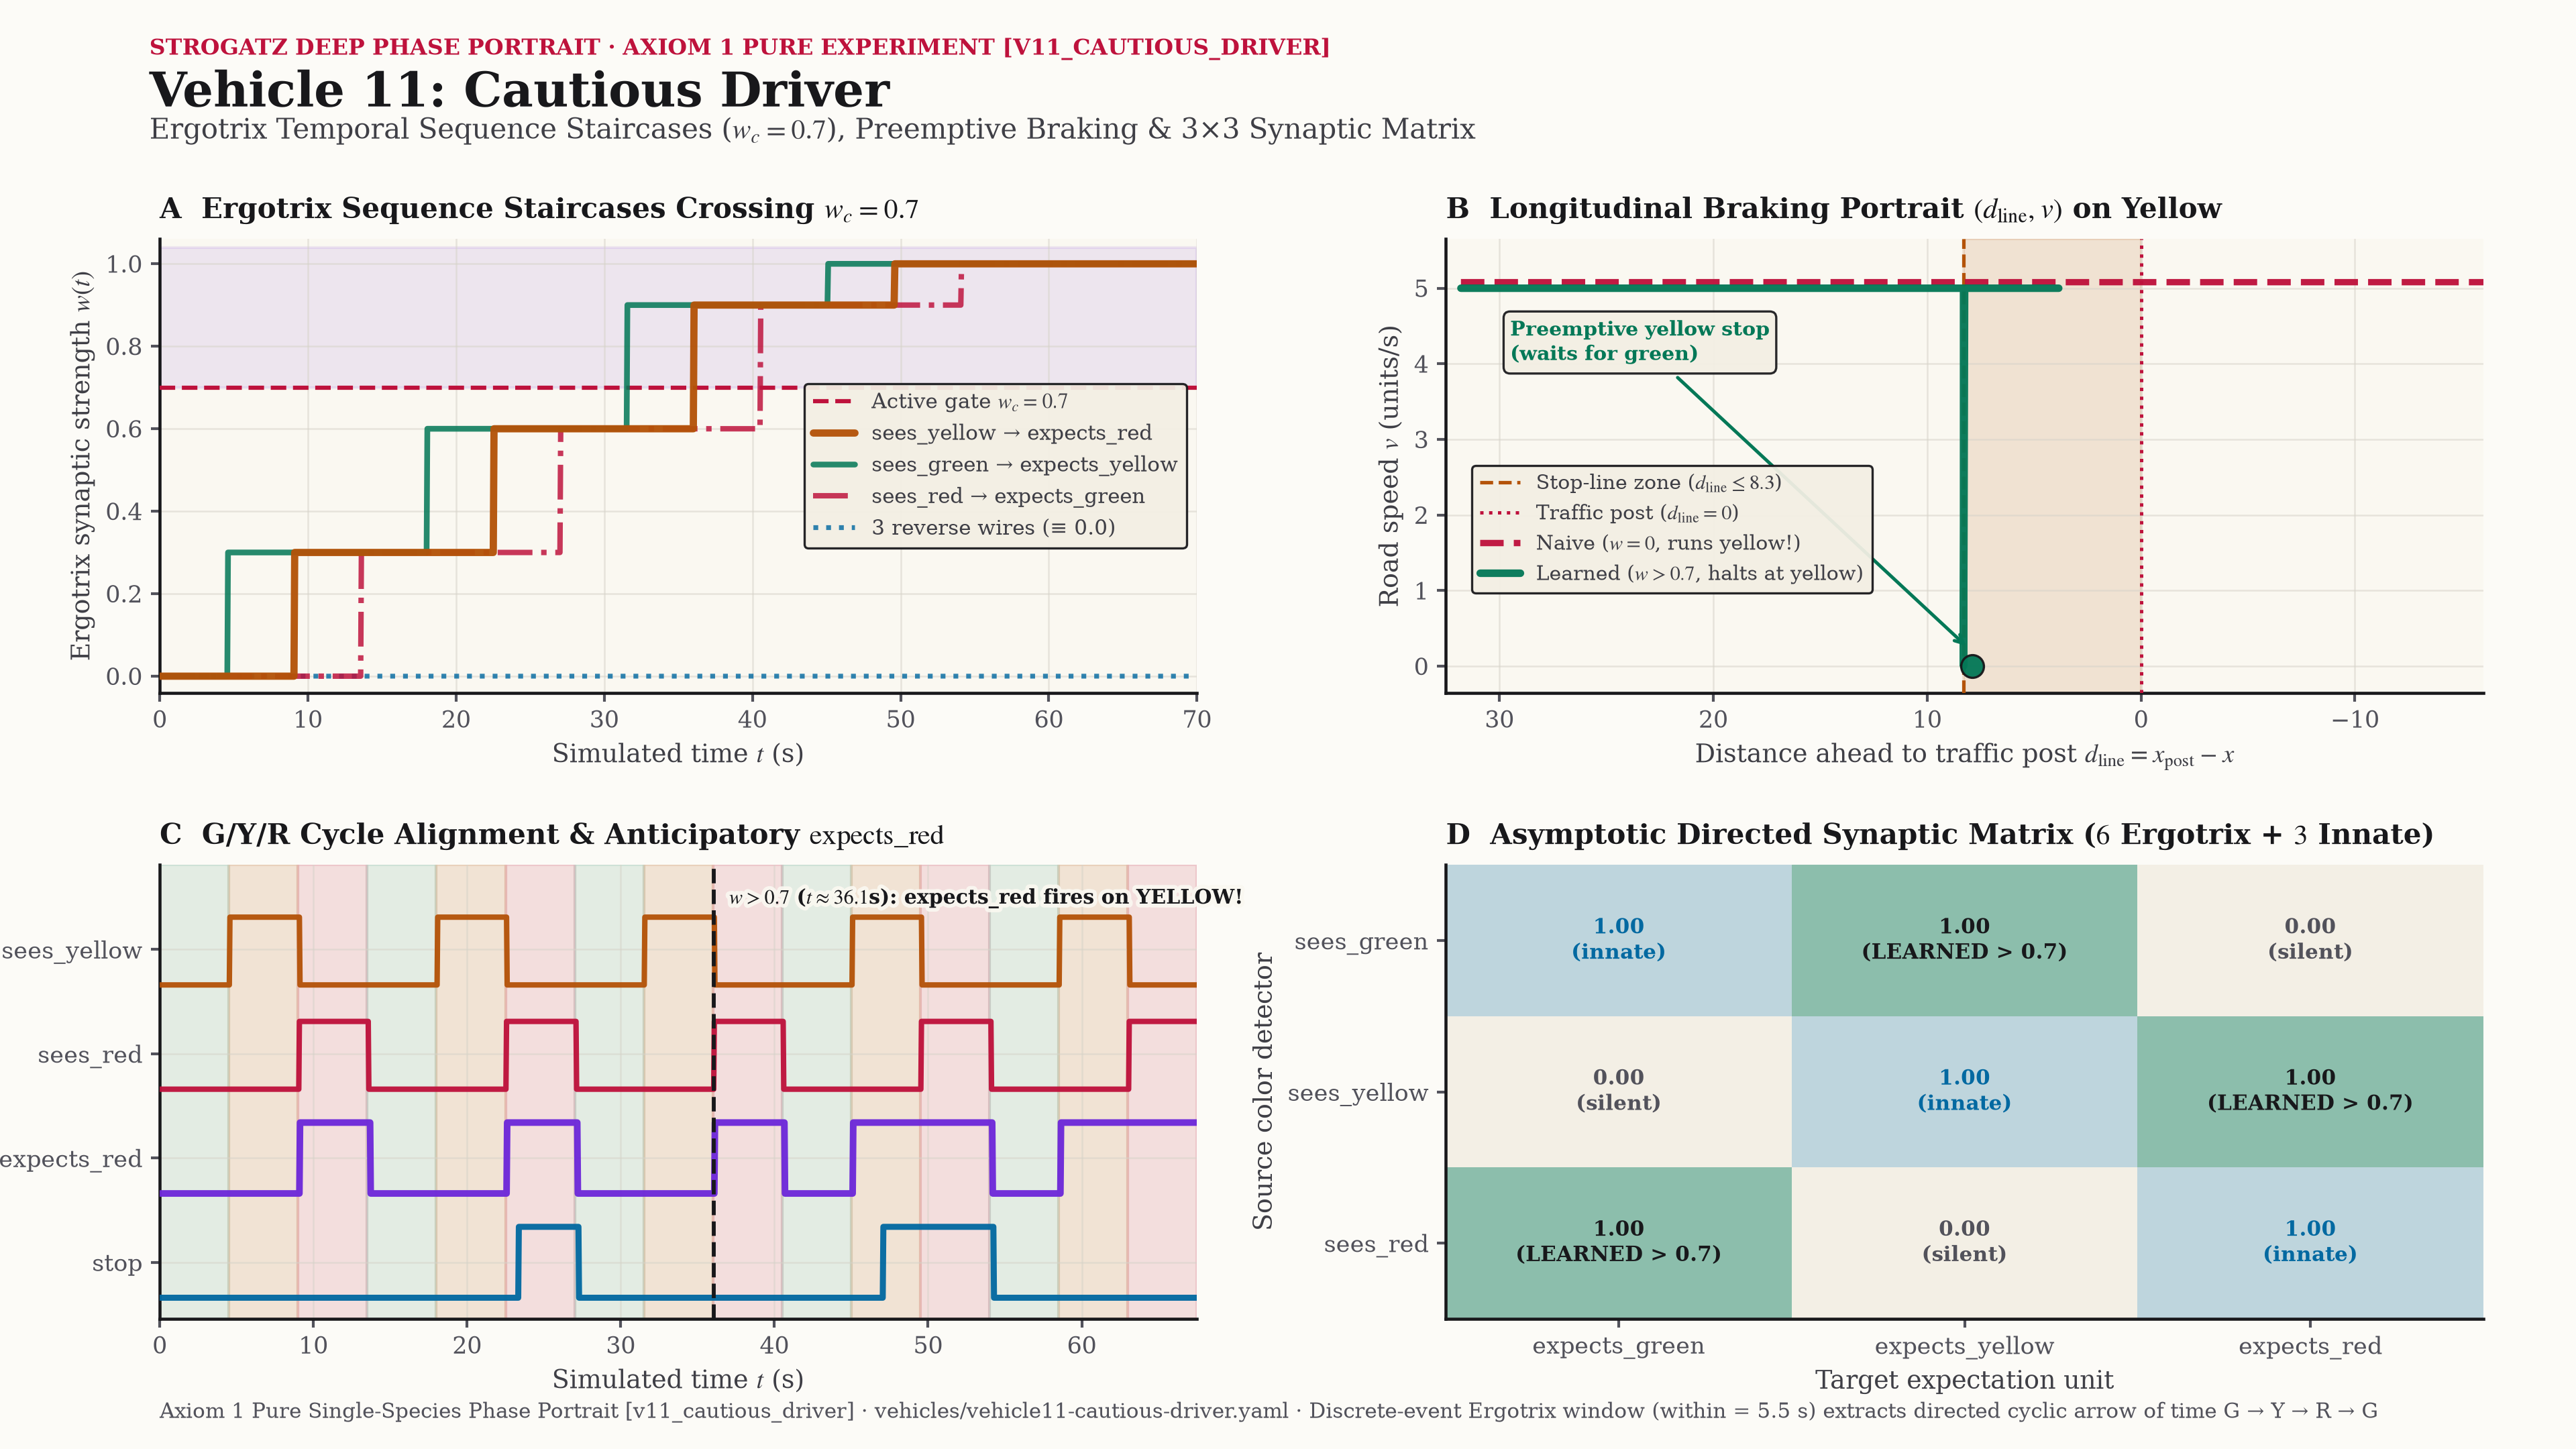 STROGATZ DEEP PHASE PORTRAIT · AXIOM 1 PURE EXPERIMENT [V11_CAUTIOUS_DRIVER]
Vehicle 11: Cautious Driver
Ergotrix Temporal Sequence Staircases (w_c = 0.7), Preemptive Braking & 3×3 Synaptic Matrix
A Ergotrix Sequence Staircases Crossing w_c = 0.7
Ergotrix synaptic strength w(t)
1.0
0.8
0.6
0.4
0.2
0.0
Active gate w_c = 0.7
sees_yellow → expects_red
sees_green → expects_yellow
sees_red → expects_green
3 reverse wires (≡ 0.0)
0 10 20 30 40 50 60 70
Simulated time t (s)
B Longitudinal Braking Portrait (d_line, v) on Yellow
Road speed v (units/s)
5
4
3
2
1
0
Preemptive yellow stop
(waits for green)
Stop-line zone (d_line ≤ 8.3)
Traffic post (d_line = 0)
Naive (w = 0, runs yellow!)
Learned (w > 0.7, halts at yellow)
30 20 10 0 −10
Distance ahead to traffic post d_line = x_post − x
C G/Y/R Cycle Alignment & Anticipatory expects_red
w > 0.7 (t ≈ 36.1s): expects_red fires on YELLOW!
sees_yellow
sees_red
expects_red
stop
0 10 20 30 40 50 60
Simulated time t (s)
D Asymptotic Directed Synaptic Matrix (6 Ergotrix + 3 Innate)
Source color detector
sees_green
1.00
(innate)
1.00
(LEARNED > 0.7)
0.00
(silent)
sees_yellow
0.00
(silent)
1.00
(innate)
1.00
(LEARNED > 0.7)
sees_red
1.00
(LEARNED > 0.7)
0.00
(silent)
1.00
(innate)
expects_green expects_yellow expects_red
Target expectation unit
Axiom 1 Pure Single-Species Phase Portrait [v11_cautious_driver] · vehicles/vehicle11-cautious-driver.yaml · Discrete-event Ergotrix window (within = 5.5 s) extracts directed cyclic arrow of time G → Y → R → G